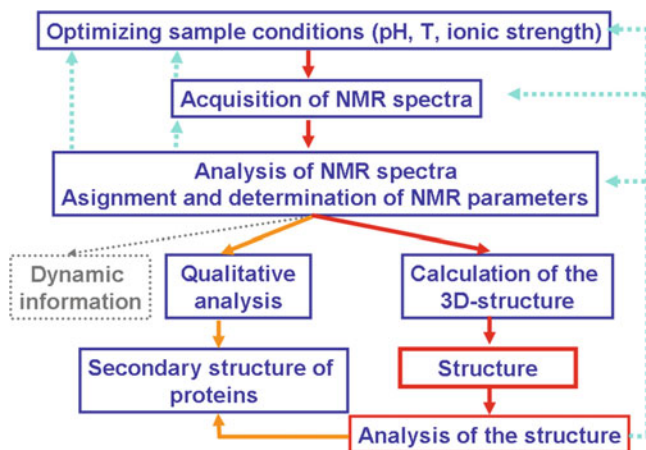 Optimizing sample conditions (pH, T, ionic strength)
Acquisition of NMR spectra
Analysis of NMR spectra
Asignment and determination of NMR parameters
Dynamic
information
Qualitative
analysis
Calculation of the
3D-structure
Secondary structure of
proteins
Structure
Analysis of the structure